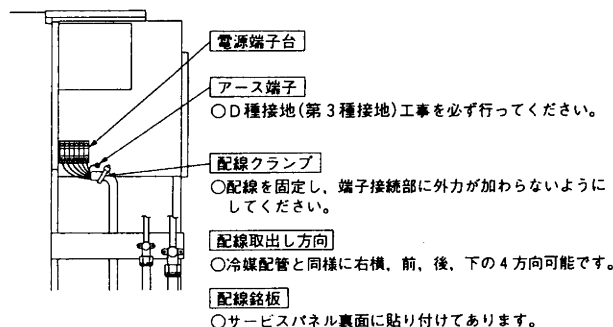 電源端子台
アース端子
○D種接地(第3種接地)工事を必ず行ってください。
配線クランプ
○配線を固定し，端子接続部に外力が加わらないように
してください。
配線取出し方向
○冷媒配管と同様に右横，前，後，下の4方向可能です。
配線銘板
○サービスパネル裏面に貼り付けてあります。